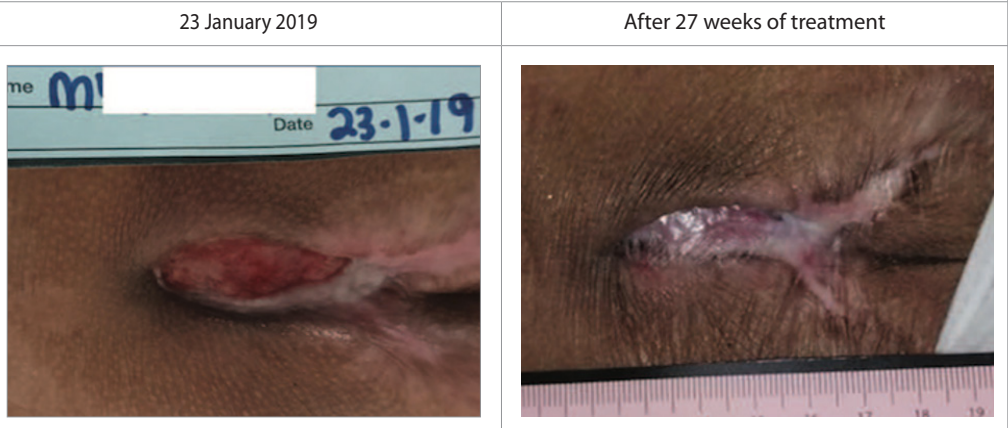 23 January 2019
After 27 weeks of treatment
me M
Date 23-1-19
16 17 18 19